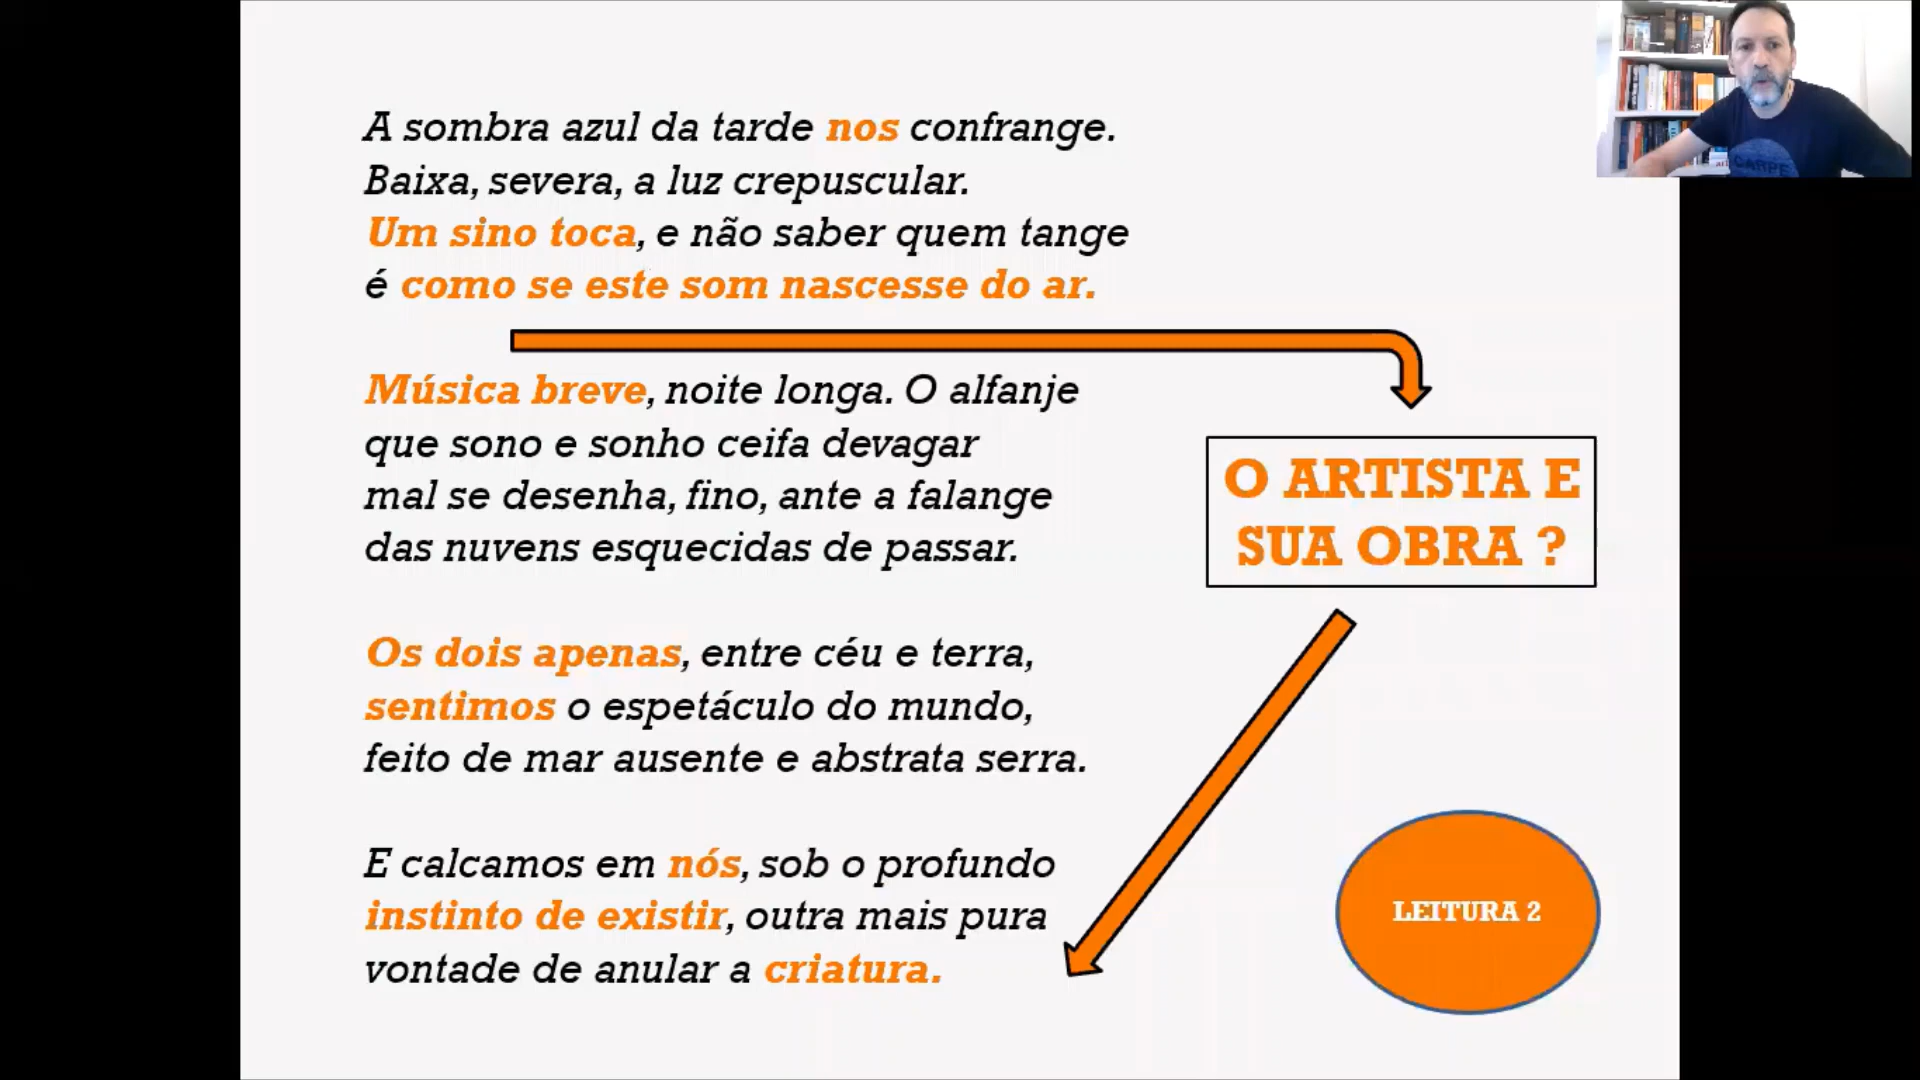 A sombra azul da tarde nos confrange.
Baixa, severa, a luz crepuscular.
Um sino toca, e não saber quem tange
é como se este som nascesse do ar.
Música breve, noite longa. O alfanje
que sono e sonho ceifa devagar
mal se desenha, fino, ante a falange
das nuvens esquecidas de passar.
Os dois apenas, entre céu e terra,
sentimos o espetáculo do mundo,
feito de mar ausente e abstrata serra.
E calcamos em nós, sob o profundo
instinto de existir, outra mais pura
vontade de anular a criatura.
O ARTISTA E
SUA OBRA ?
LEITURA 2
CARPE